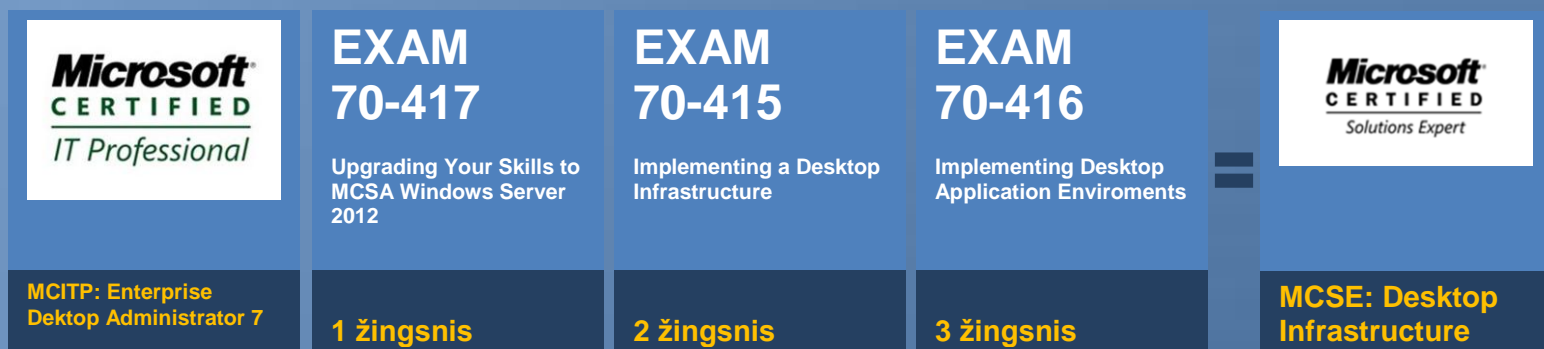 Microsoft
CERTIFIED
IT Professional
MCITP: Enterprise
Dektop Administrator 7
EXAM
70-417
Upgrading Your Skills to
MCSA Windows Server
2012
1 žingsnis
EXAM
70-415
Implementing a Desktop
Infrastructure
2 žingsnis
EXAM
70-416
Implementing Desktop
Application Enviroments
3 žingsnis
=
Microsoft
CERTIFIED
Solutions Expert
MCSE: Desktop
Infrastructure